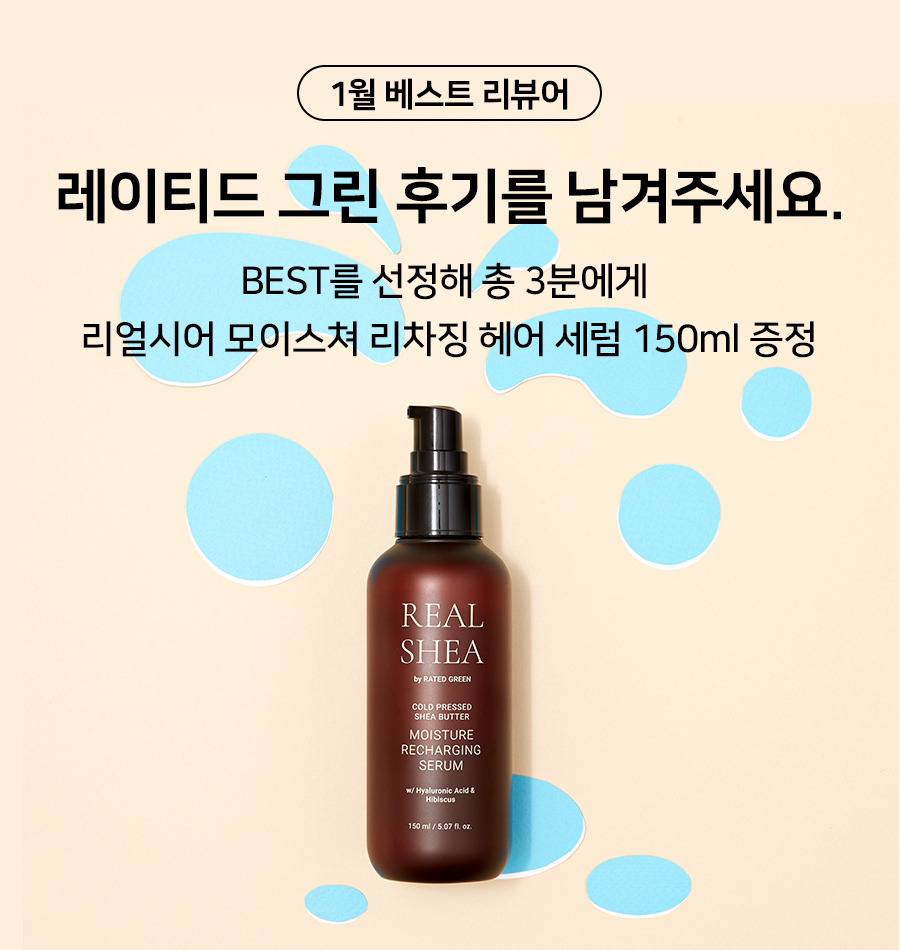 1월 베스트 리뷰어
레이티드 그린 후기를 남겨주세요.
BEST를 선정해 총 3분에게
리얼시어 모이스쳐 리차징 헤어 세럼 150ml 증정
REAL
SHEA
by RATED GREEN
COLD PRESSED
SHEA BUTTER
MOISTURE
RECHARGING
SERUM
w/ Hyaluronic Acid &
Hibiscus
150 ml / 5.07 fl. oz.